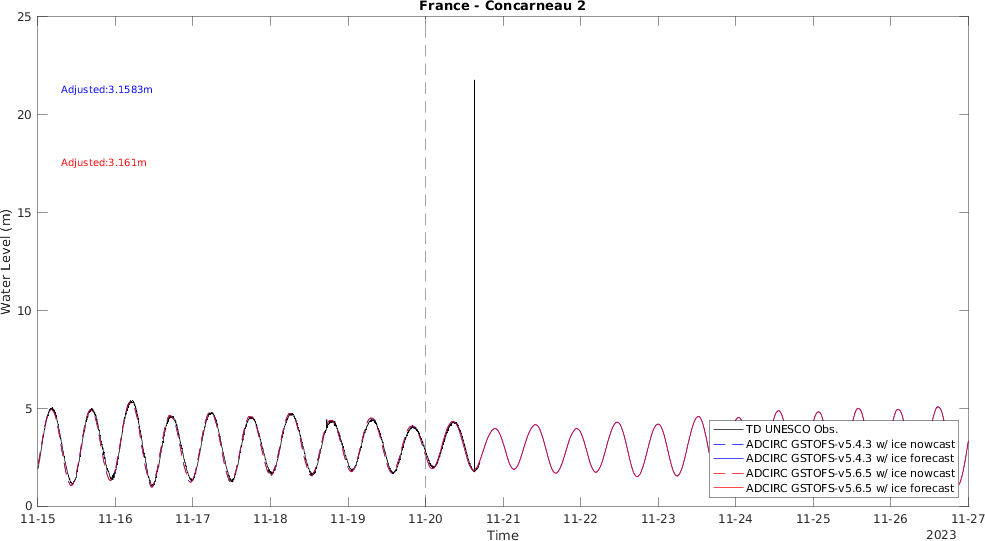 France - Concarneau 2
25
20
15
10
5
0
Water Level (m)
Adjusted:3.1583m
Adjusted:3.161m
TD UNESCO Obs.
ADCIRC GSTOFS-v5.4.3 w/ ice nowcast
ADCIRC GSTOFS-v5.4.3 w/ ice forecast
ADCIRC GSTOFS-v5.6.5 w/ ice nowcast
ADCIRC GSTOFS-v5.6.5 w/ ice forecast
11-15 11-16 11-17 11-18 11-19 11-20 11-21 11-22 11-23 11-24 11-25 11-26 11-27
Time
2023